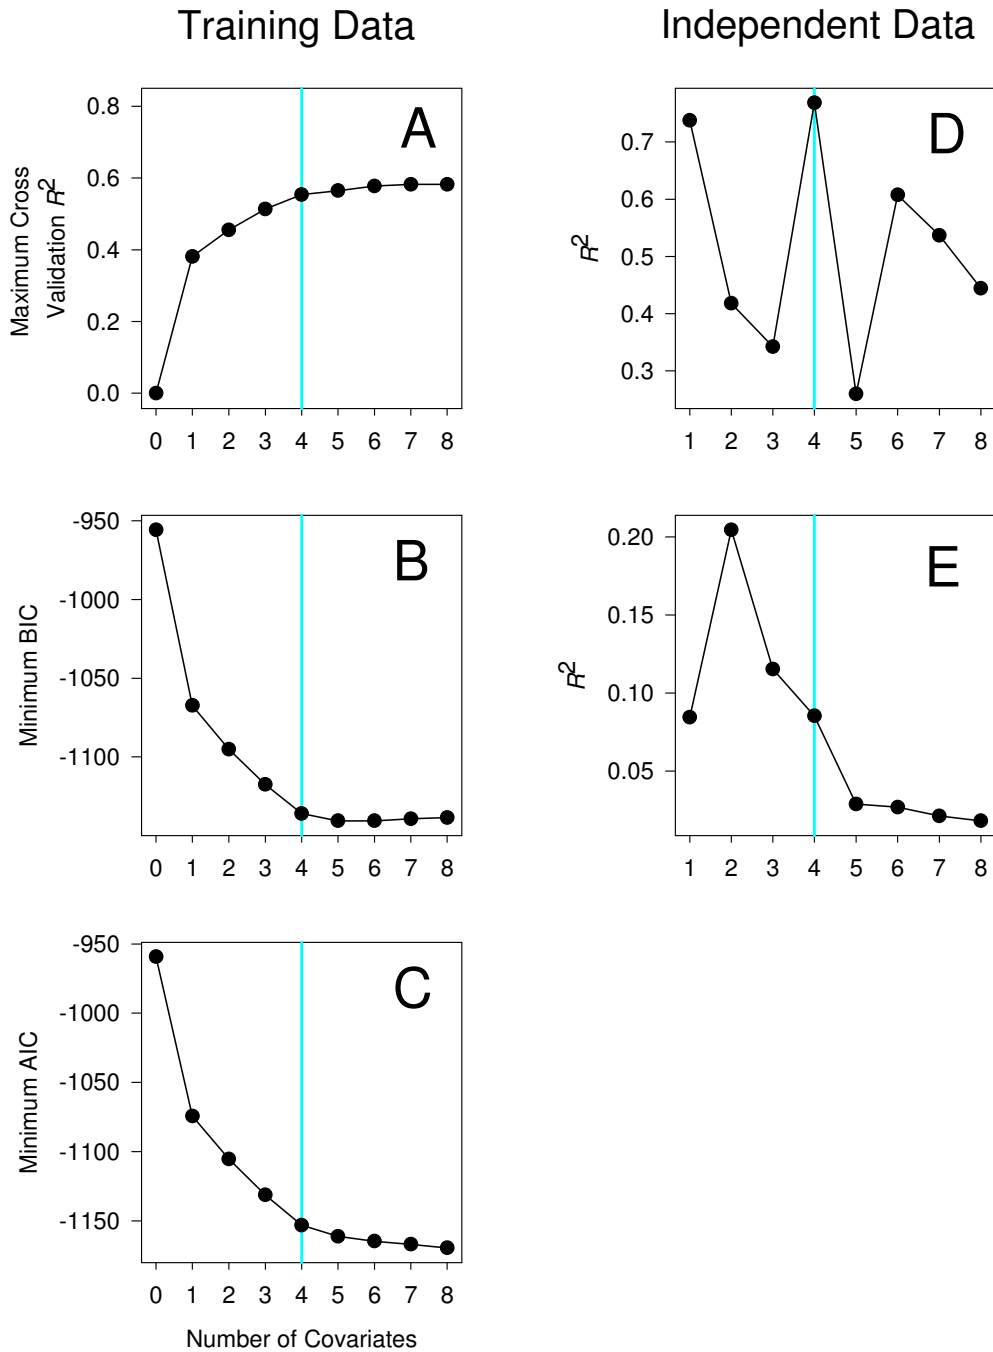 Training Data
Independent Data
A
Maximum Cross
Validation R2
0.8
0.6
0.4
0.2
0.0
0 1 2 3 4 5 6 7 8
D
R2
0.7
0.6
0.5
0.4
0.3
1 2 3 4 5 6 7 8
B
Minimum BIC
-950
-1000
-1050
-1100
0 1 2 3 4 5 6 7 8
E
R2
0.20
0.15
0.10
0.05
1 2 3 4 5 6 7 8
C
Minimum AIC
-950
-1000
-1050
-1100
-1150
0 1 2 3 4 5 6 7 8
Number of Covariates